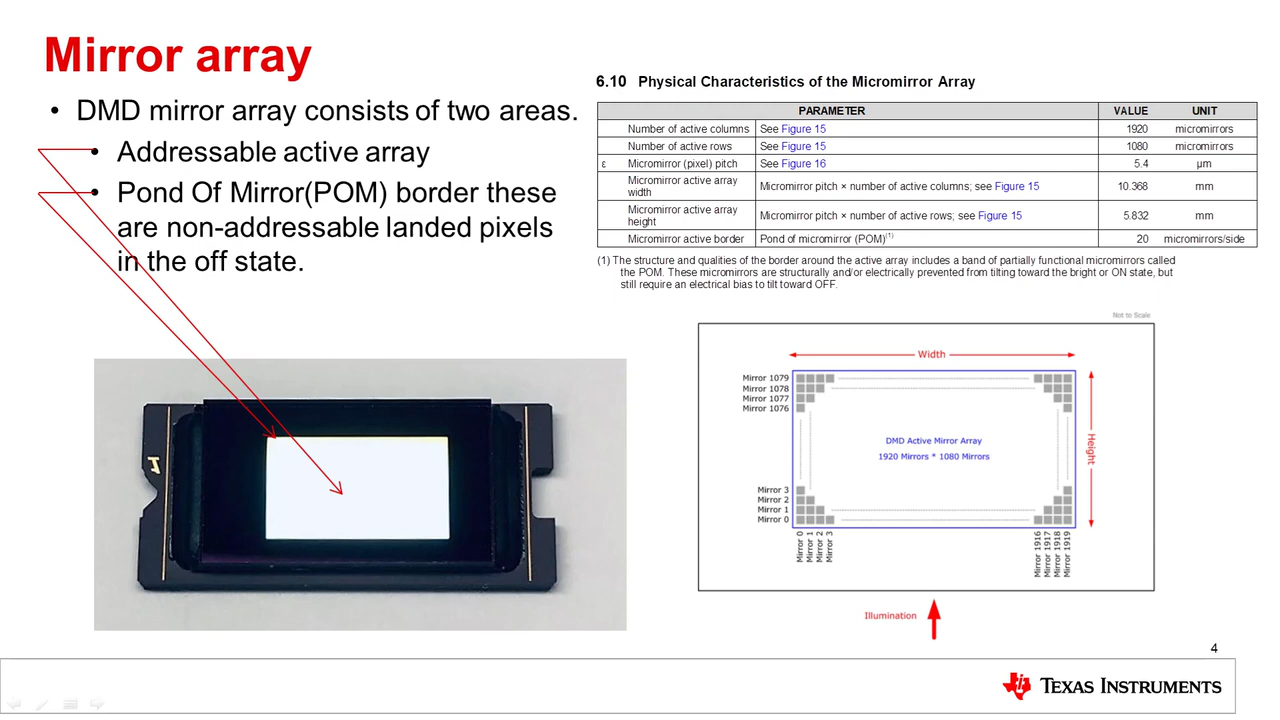 Mirror array
• DMD mirror array consists of two areas.
• Addressable active array
• Pond Of Mirror(POM) border these
are non-addressable landed pixels
in the off state.
6.10 Physical Characteristics of the Micromirror Array
PARAMETER VALUE UNIT
Number of active columns See Figure 15 1920 micromirrors
Number of active rows See Figure 15 1080 micromirrors
ε Micromirror (pixel) pitch See Figure 16 5.4 µm
Micromirror active array
width Micromirror pitch × number of active columns; see Figure 15 10.368 mm
Micromirror active array
height Micromirror pitch × number of active rows; see Figure 15 5.832 mm
Micromirror active border Pond of micromirror (POM)(1) 20 micromirrors/side
(1) The structure and qualities of the border around the active array includes a band of partially functional micromirrors called
the POM. These micromirrors are structurally and/or electrically prevented from tilting toward the bright or ON state, but
still require an electrical bias to tilt toward OFF.
Not to Scale
Width
Mirror 1079
Mirror 1078
Mirror 1077
Mirror 1076
DMD Active Mirror Array
1920 Mirrors * 1080 Mirrors
Height
Mirror 3
Mirror 2
Mirror 1
Mirror 0
Mirror 0
Mirror 1
Mirror 2
Mirror 3
Mirror 1916
Mirror 1917
Mirror 1918
Mirror 1919
Illumination
4
TEXAS INSTRUMENTS